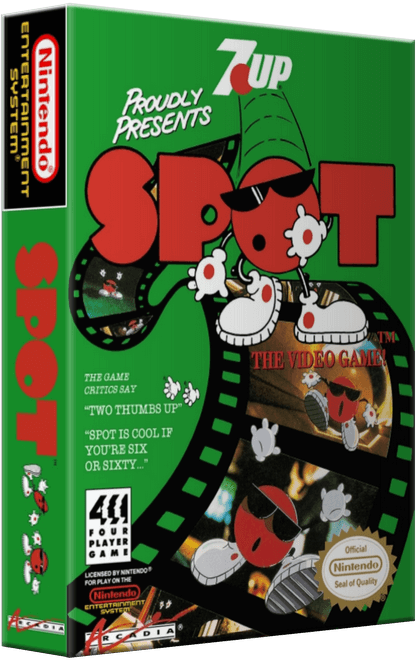 Nintendo
ENTERTAINMENT
SYSTEM®
SPOT
ARCADIA
7UP
PROUDLY
PRESENTS
SPOT
TM
THE VIDEO GAME!
THE GAME
CRITICS SAY
“TWO THUMBS UP”
“SPOT IS COOL IF
YOU'RE SIX
OR SIXTY...”
FOUR
PLAYER
GAME
LICENSED BY NINTENDO®
FOR PLAY ON THE
Nintendo
ENTERTAINMENT
SYSTEM®
ARCADIA
Official
Nintendo
Seal of Quality